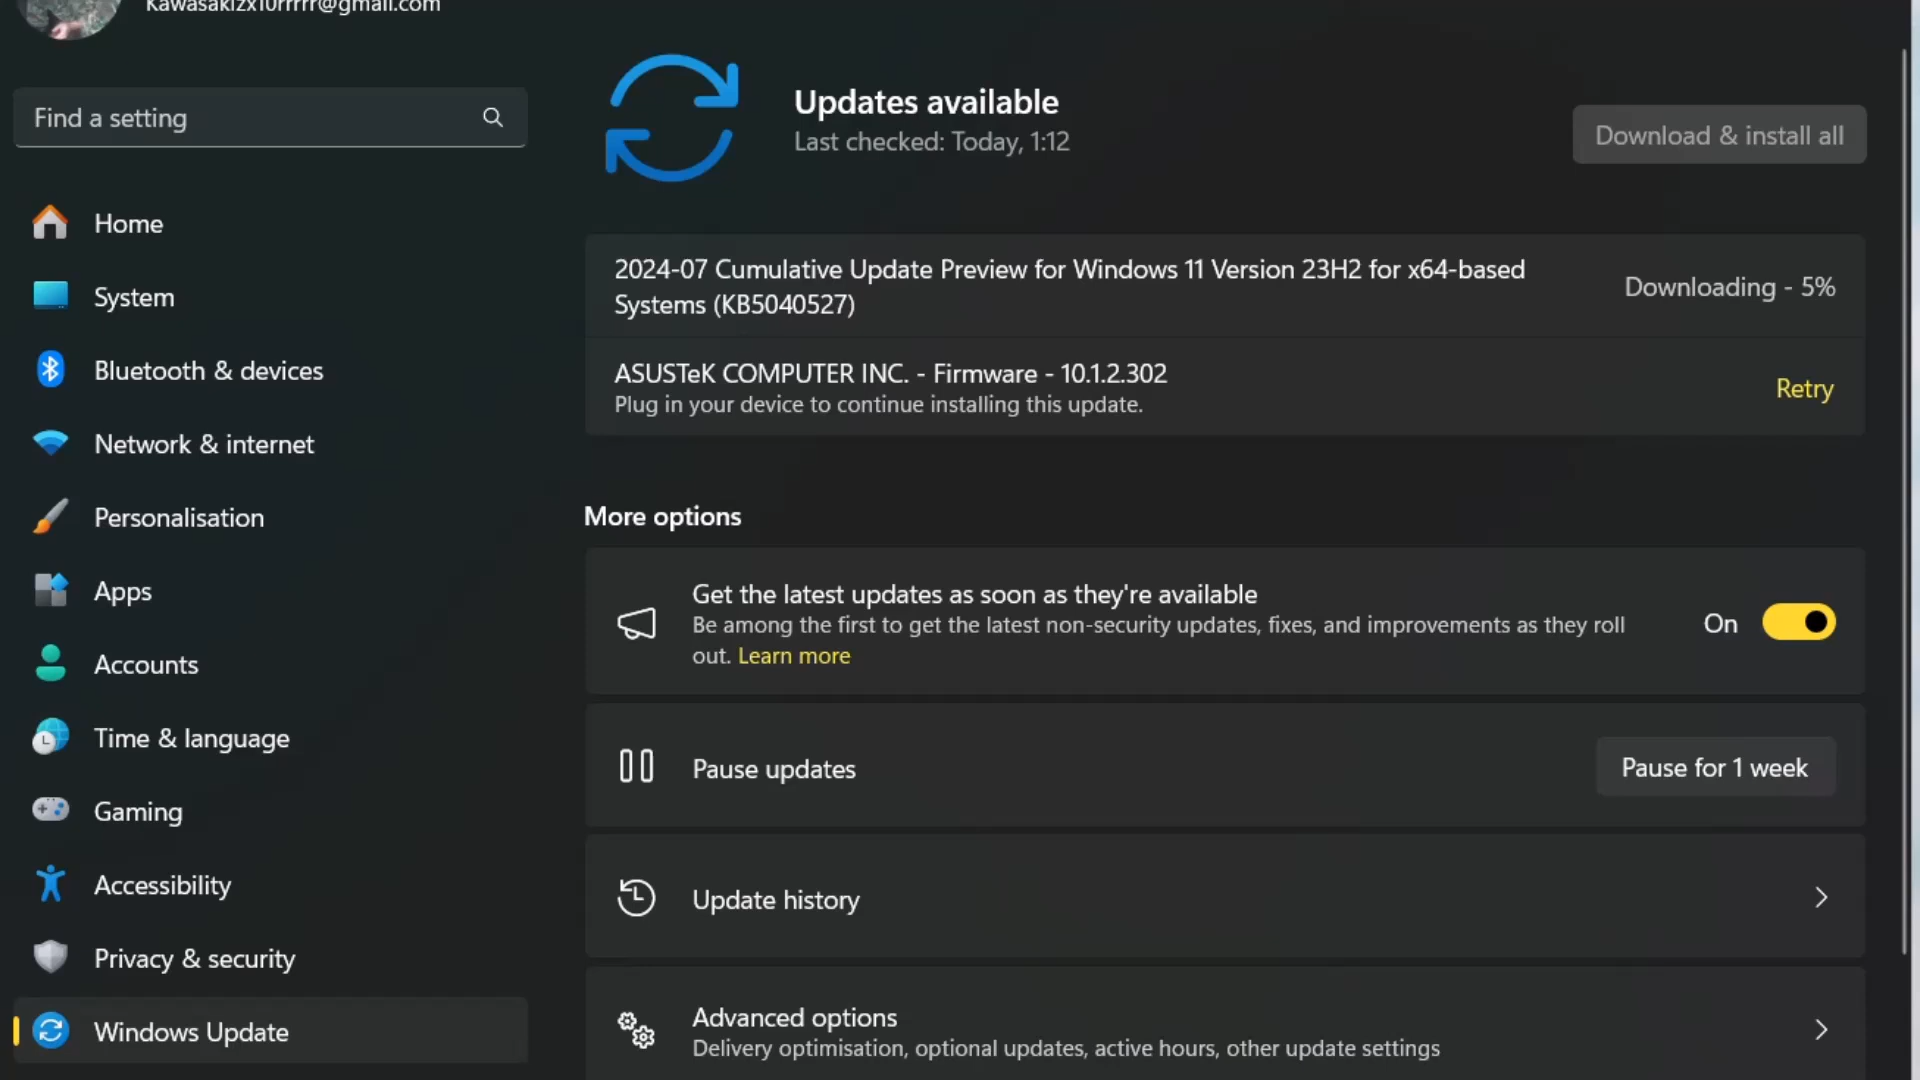 Kawasakizx10rrrrr@gmail.com
Find a setting
Home
System
Bluetooth & devices
Network & internet
Personalisation
Apps
Accounts
Time & language
Gaming
Accessibility
Privacy & security
Windows Update
Updates available
Last checked: Today, 1:12
Download & install all
2024-07 Cumulative Update Preview for Windows 11 Version 23H2 for x64-based
Systems (KB5040527)
Downloading - 5%
ASUSTeK COMPUTER INC. - Firmware - 10.1.2.302
Plug in your device to continue installing this update.
Retry
More options
Get the latest updates as soon as they're available
Be among the first to get the latest non-security updates, fixes, and improvements as they roll
out. Learn more
On
Pause updates
Pause for 1 week
Update history
Advanced options
Delivery optimisation, optional updates, active hours, other update settings